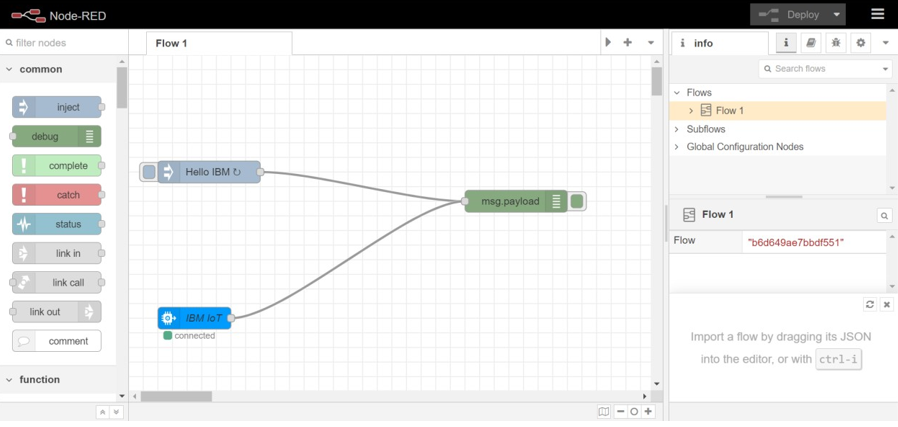 Node-RED
Deploy
filter nodes
Flow 1
i info
i
Search flows
common
inject
debug
complete
catch
status
link in
link call
link out
comment
function
Hello IBM ↻
msg.payload
IBM IoT
connected
Flows
Flow 1
Subflows
Global Configuration Nodes
Flow 1
Flow "b6d649ae7bbdf551"
Import a flow by dragging its JSON
into the editor, or with ctrl-i